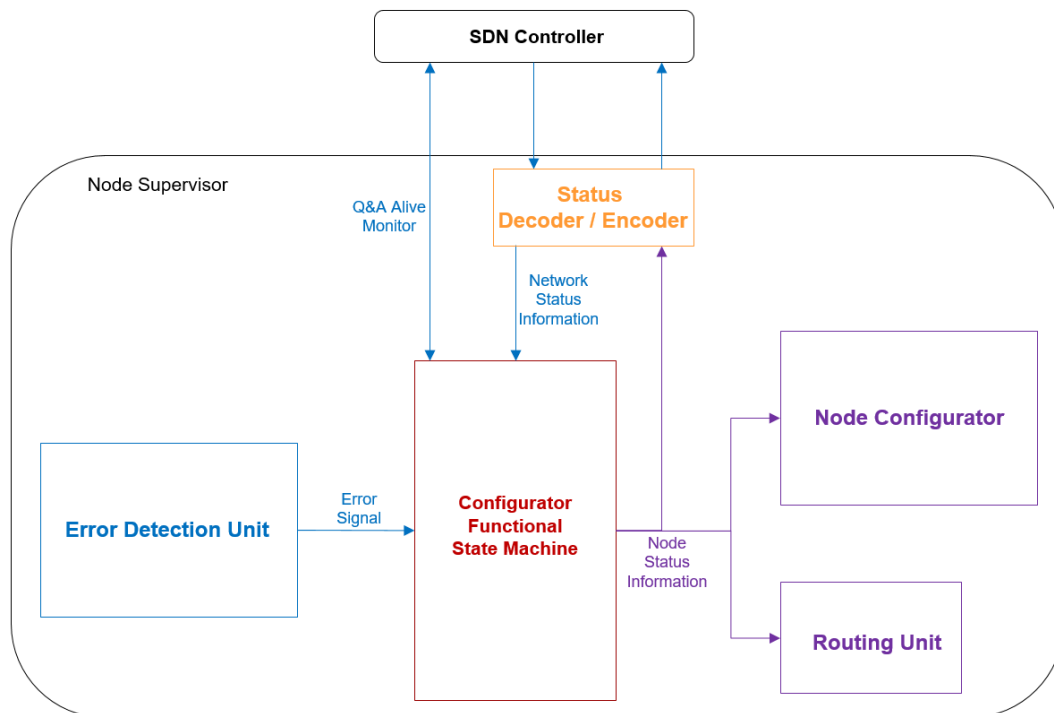 SDN Controller
Node Supervisor
Q&A Alive
Monitor
Status
Decoder / Encoder
Network
Status
Information
Node Configurator
Error Detection Unit
Error
Signal
Configurator
Functional
State Machine
Node
Status
Information
Routing Unit